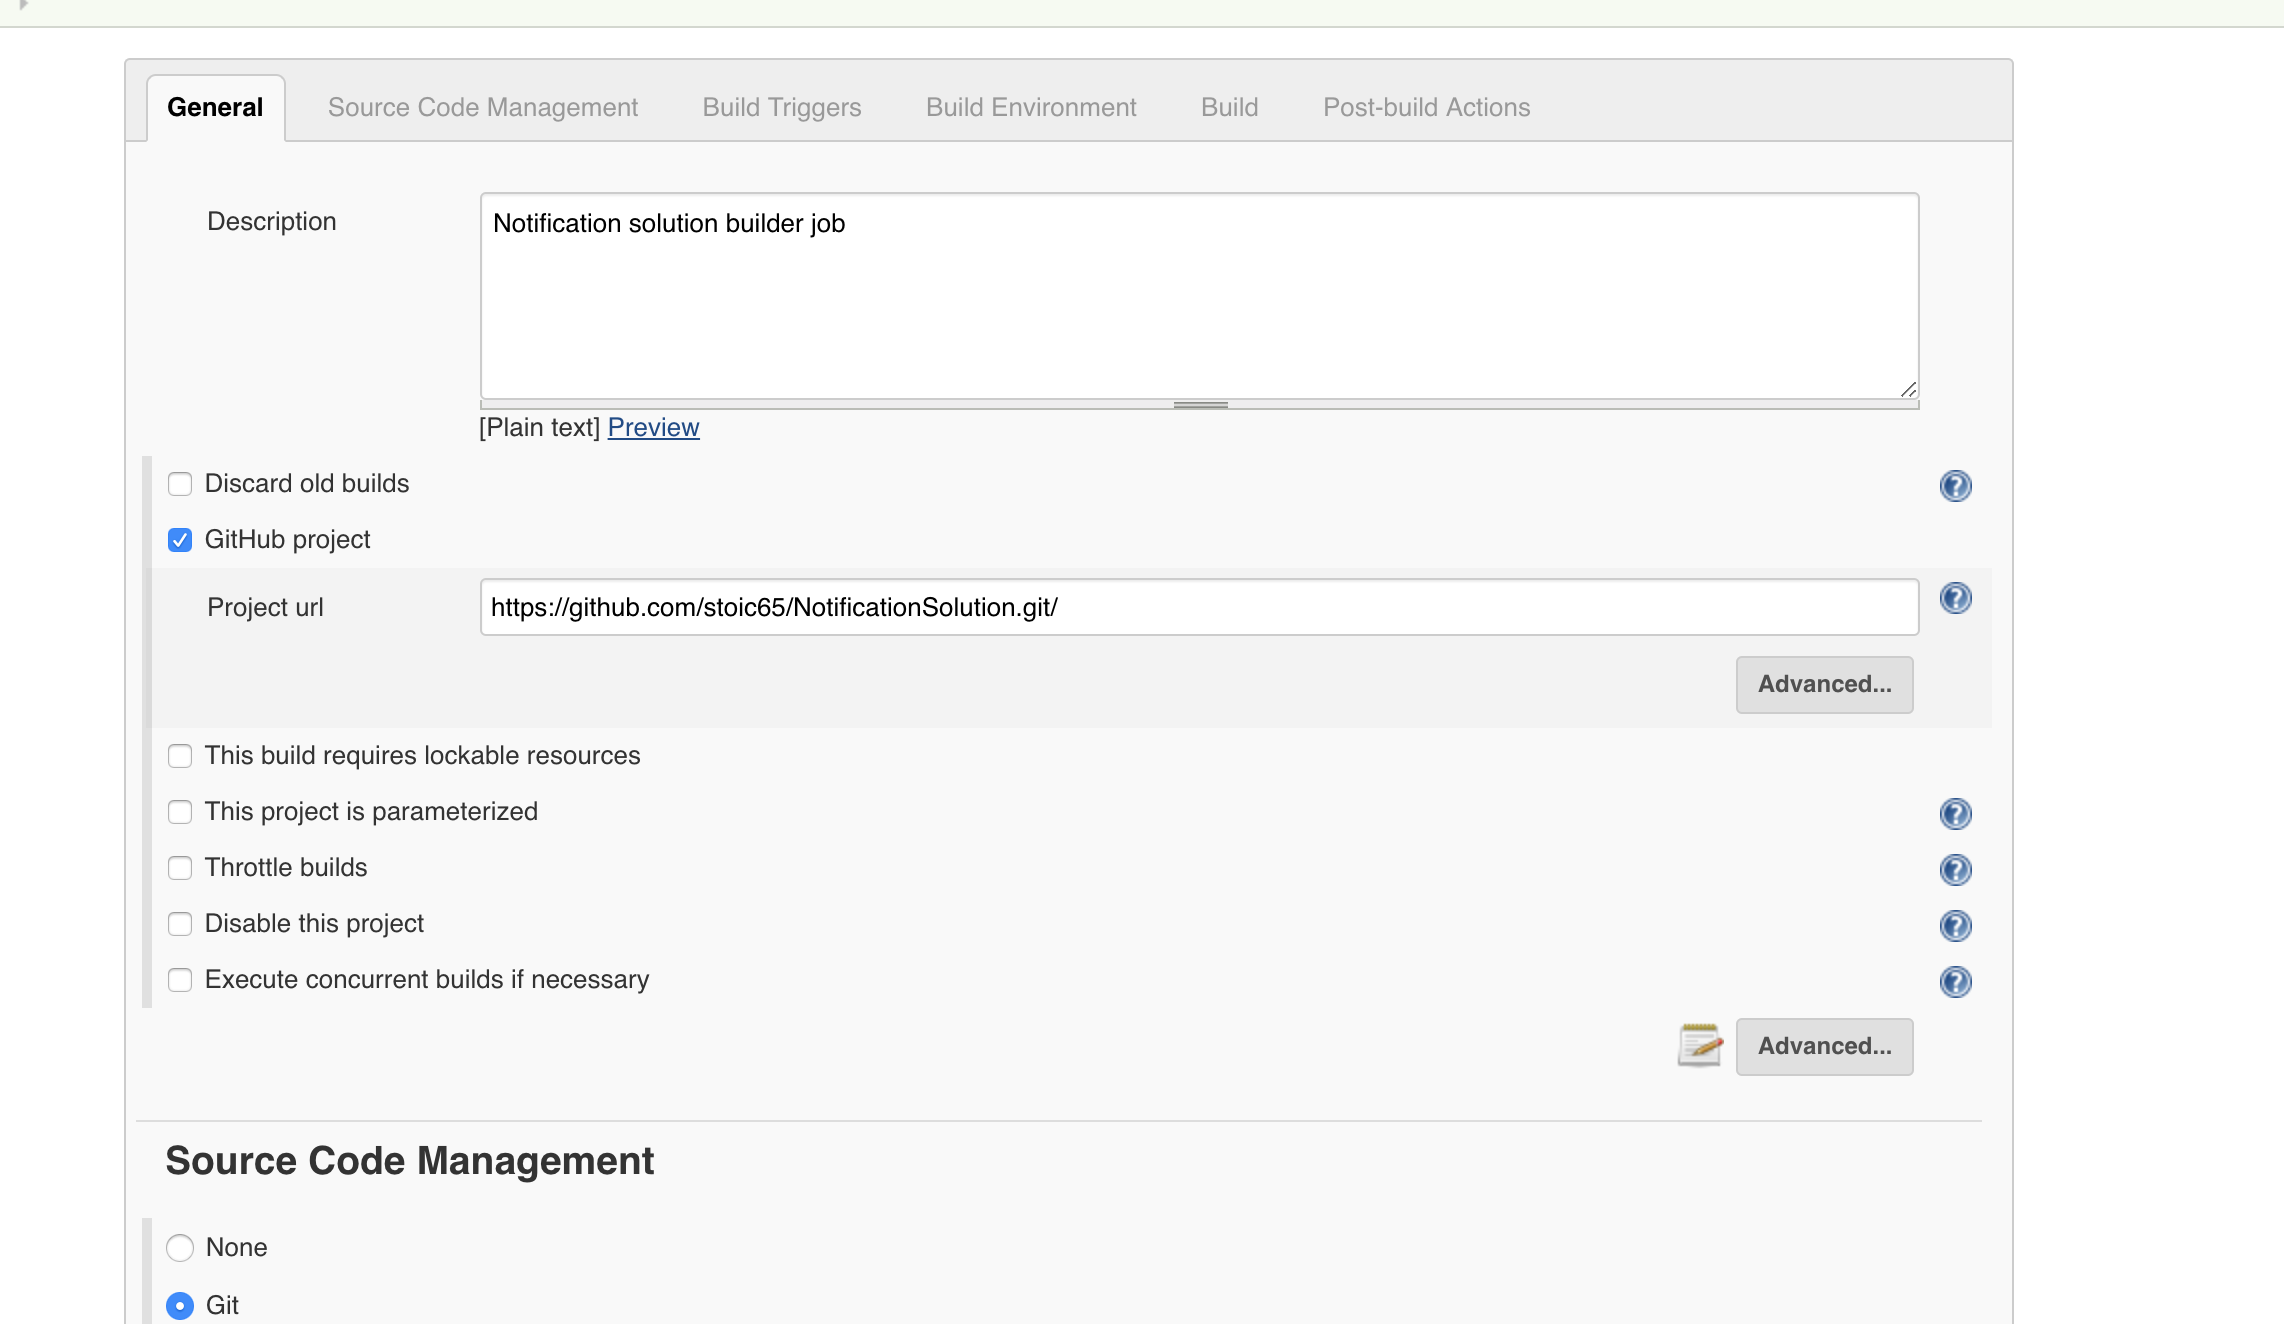 General Source Code Management Build Triggers Build Environment Build Post-build Actions
Description Notification solution builder job
[Plain text] Preview
Discard old builds
GitHub project
Project url https://github.com/stoic65/NotificationSolution.git/
Advanced...
This build requires lockable resources
This project is parameterized
Throttle builds
Disable this project
Execute concurrent builds if necessary
Advanced...
Source Code Management
None
Git